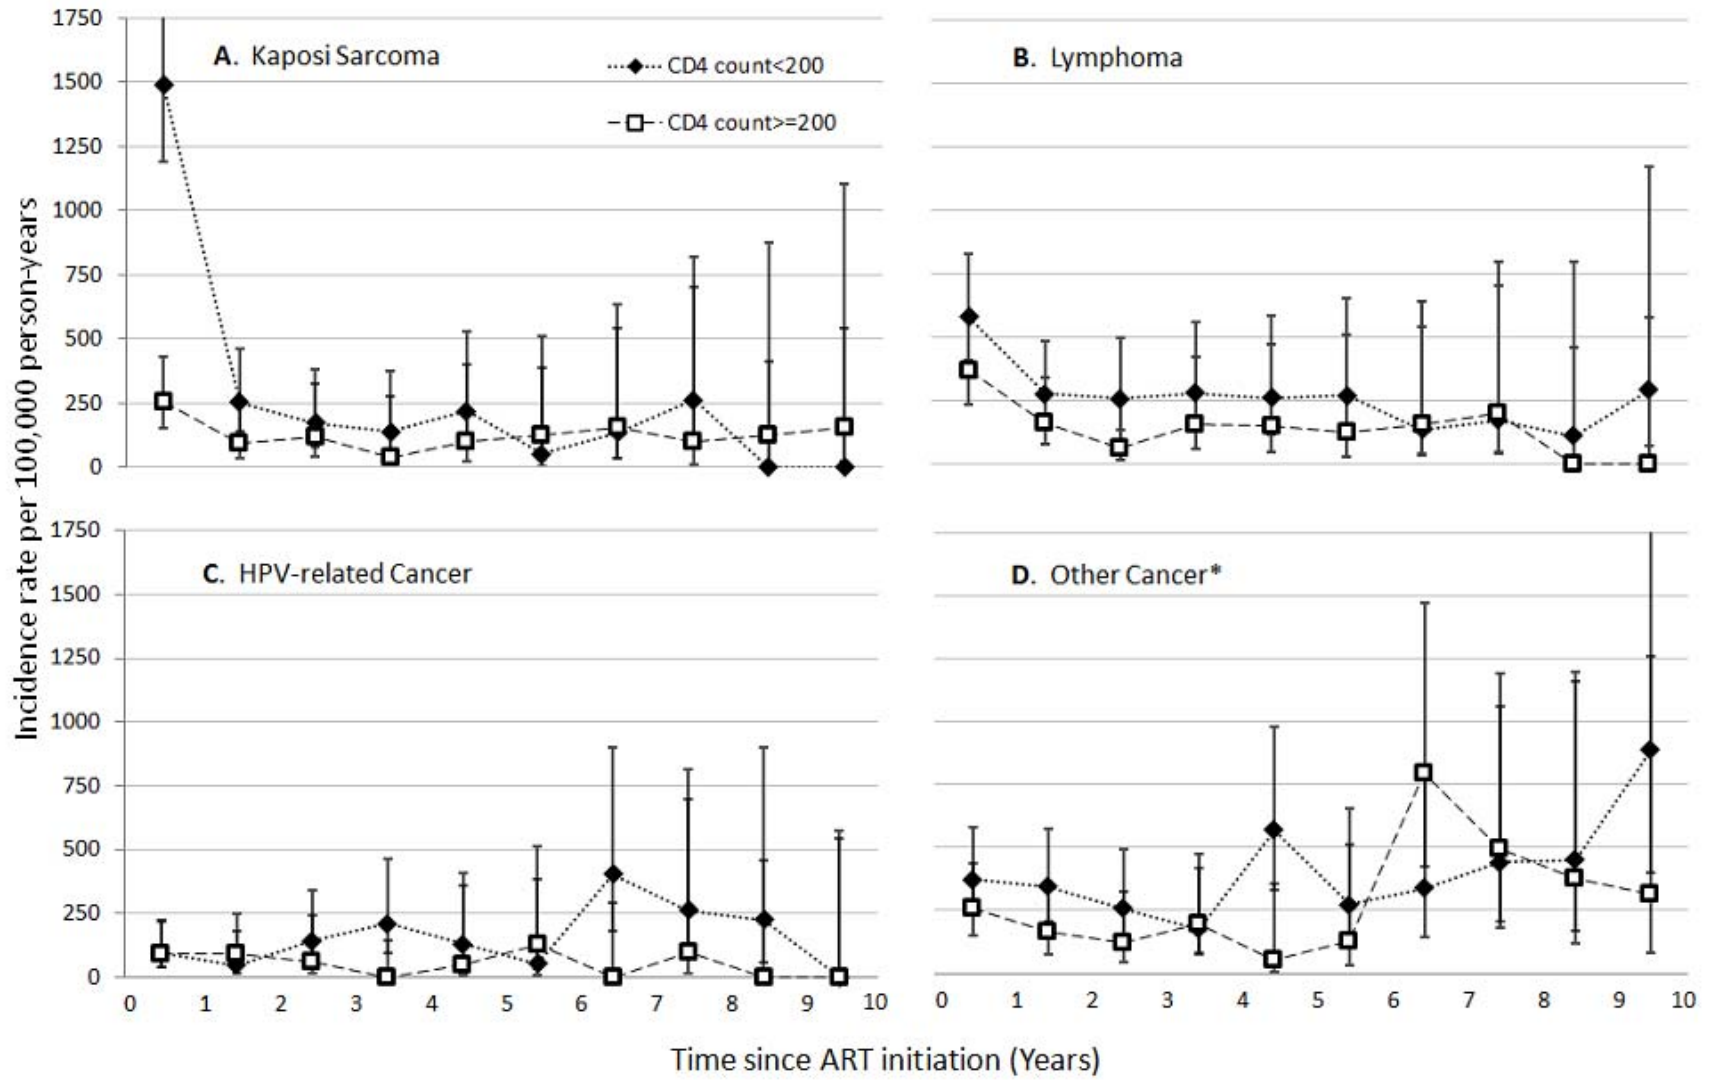 Incidence rate per 100,000 person-years
1750
1500
1250
1000
750
500
250
0
A. Kaposi Sarcoma
CD4 count<200
CD4 count>=200
B. Lymphoma
1750
1500
1250
1000
750
500
250
0
C. HPV-related Cancer
D. Other Cancer*
0 1 2 3 4 5 6 7 8 9 10
0 1 2 3 4 5 6 7 8 9 10
Time since ART initiation (Years)